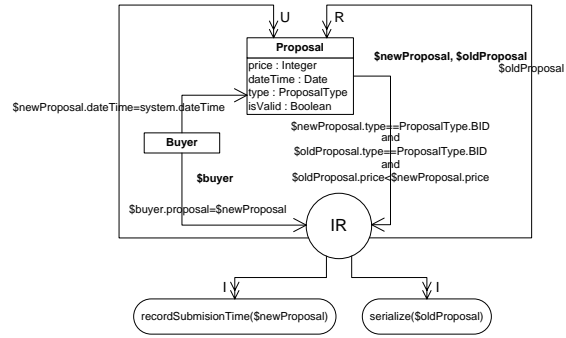 U
R
Proposal
price : Integer
dateTime : Date
type : ProposalType
isValid : Boolean
$newProposal, $oldProposal
$oldProposal
$newProposal.dateTime=system.dateTime
$newProposal.type==ProposalType.BID
and
$oldProposal.type==ProposalType.BID
and
$oldProposal.price<$newProposal.price
Buyer
$buyer
$buyer.proposal=$newProposal
IR
I
I
recordSubmisionTime($newProposal)
serialize($oldProposal)